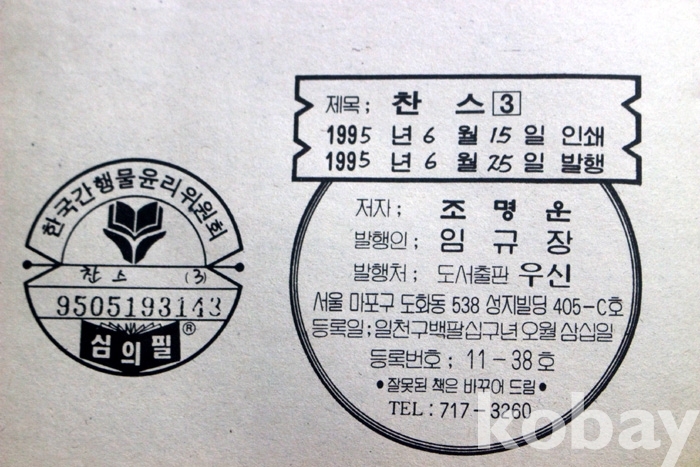 한국간행물윤리위원회
찬 스 (3)
9505193143
심의필 ®
제목 ; 찬 스 3
1995 년 6 월 15 일 인쇄
1995 년 6 월 25 일 발행
저자 ; 조 명 운
발행인 ; 임 규 장
발행처 ; 도서출판 우신
서울 마포구 도화동 538 성지빌딩 405-C호
등록일 ; 일천구백팔십구년 오월 삼십일
등록번호 ; 11-38호
● 잘못된 책은 바꾸어 드림 ●
TEL : 717-3260
kobay